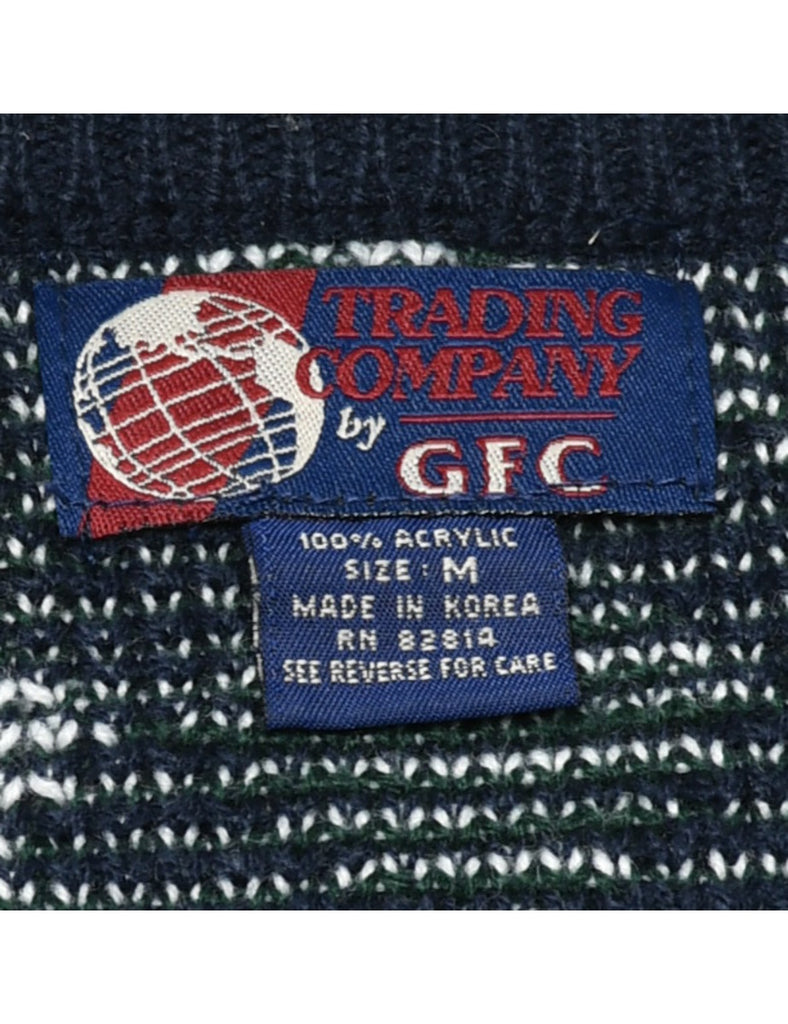 TRADING
COMPANY
by
GFC
100% ACRYLIC
SIZE: M
MADE IN KOREA
RN 82814
SEE REVERSE FOR CARE